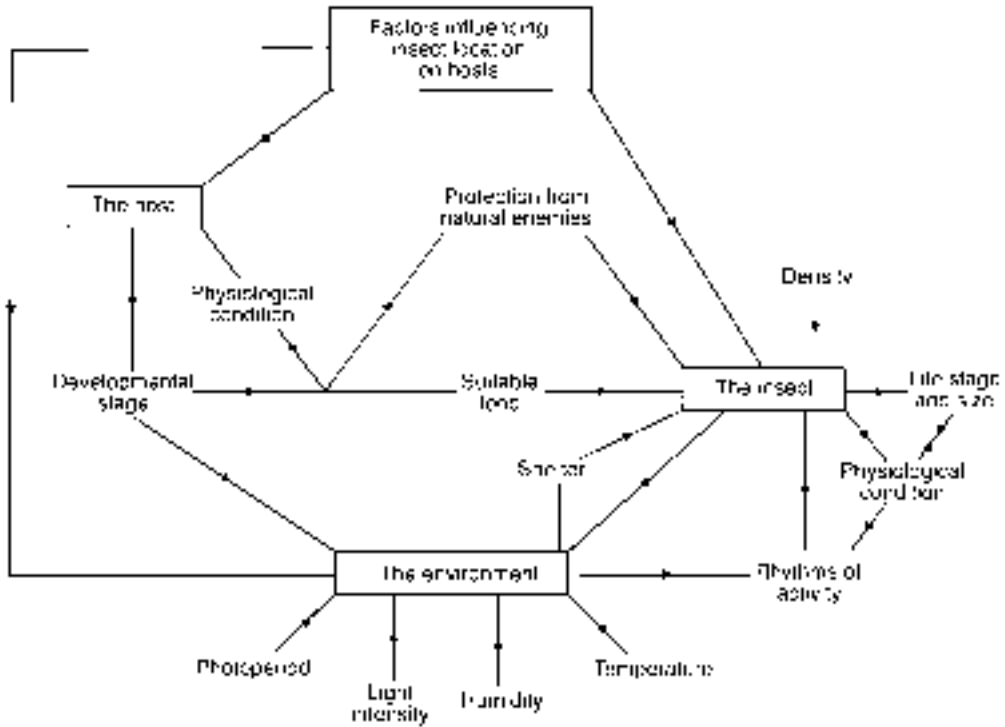 Factors influencing
insect location
on hosts
The host
Protection from
natural enemies
Density
Physiological
condition
Developmental
stage
Suitable
food
The insect
Life stage
and size
Shelter
Physiological
condition
The environment
Rhythms of
activity
Photoperiod
Light
intensity
Humidity
Temperature